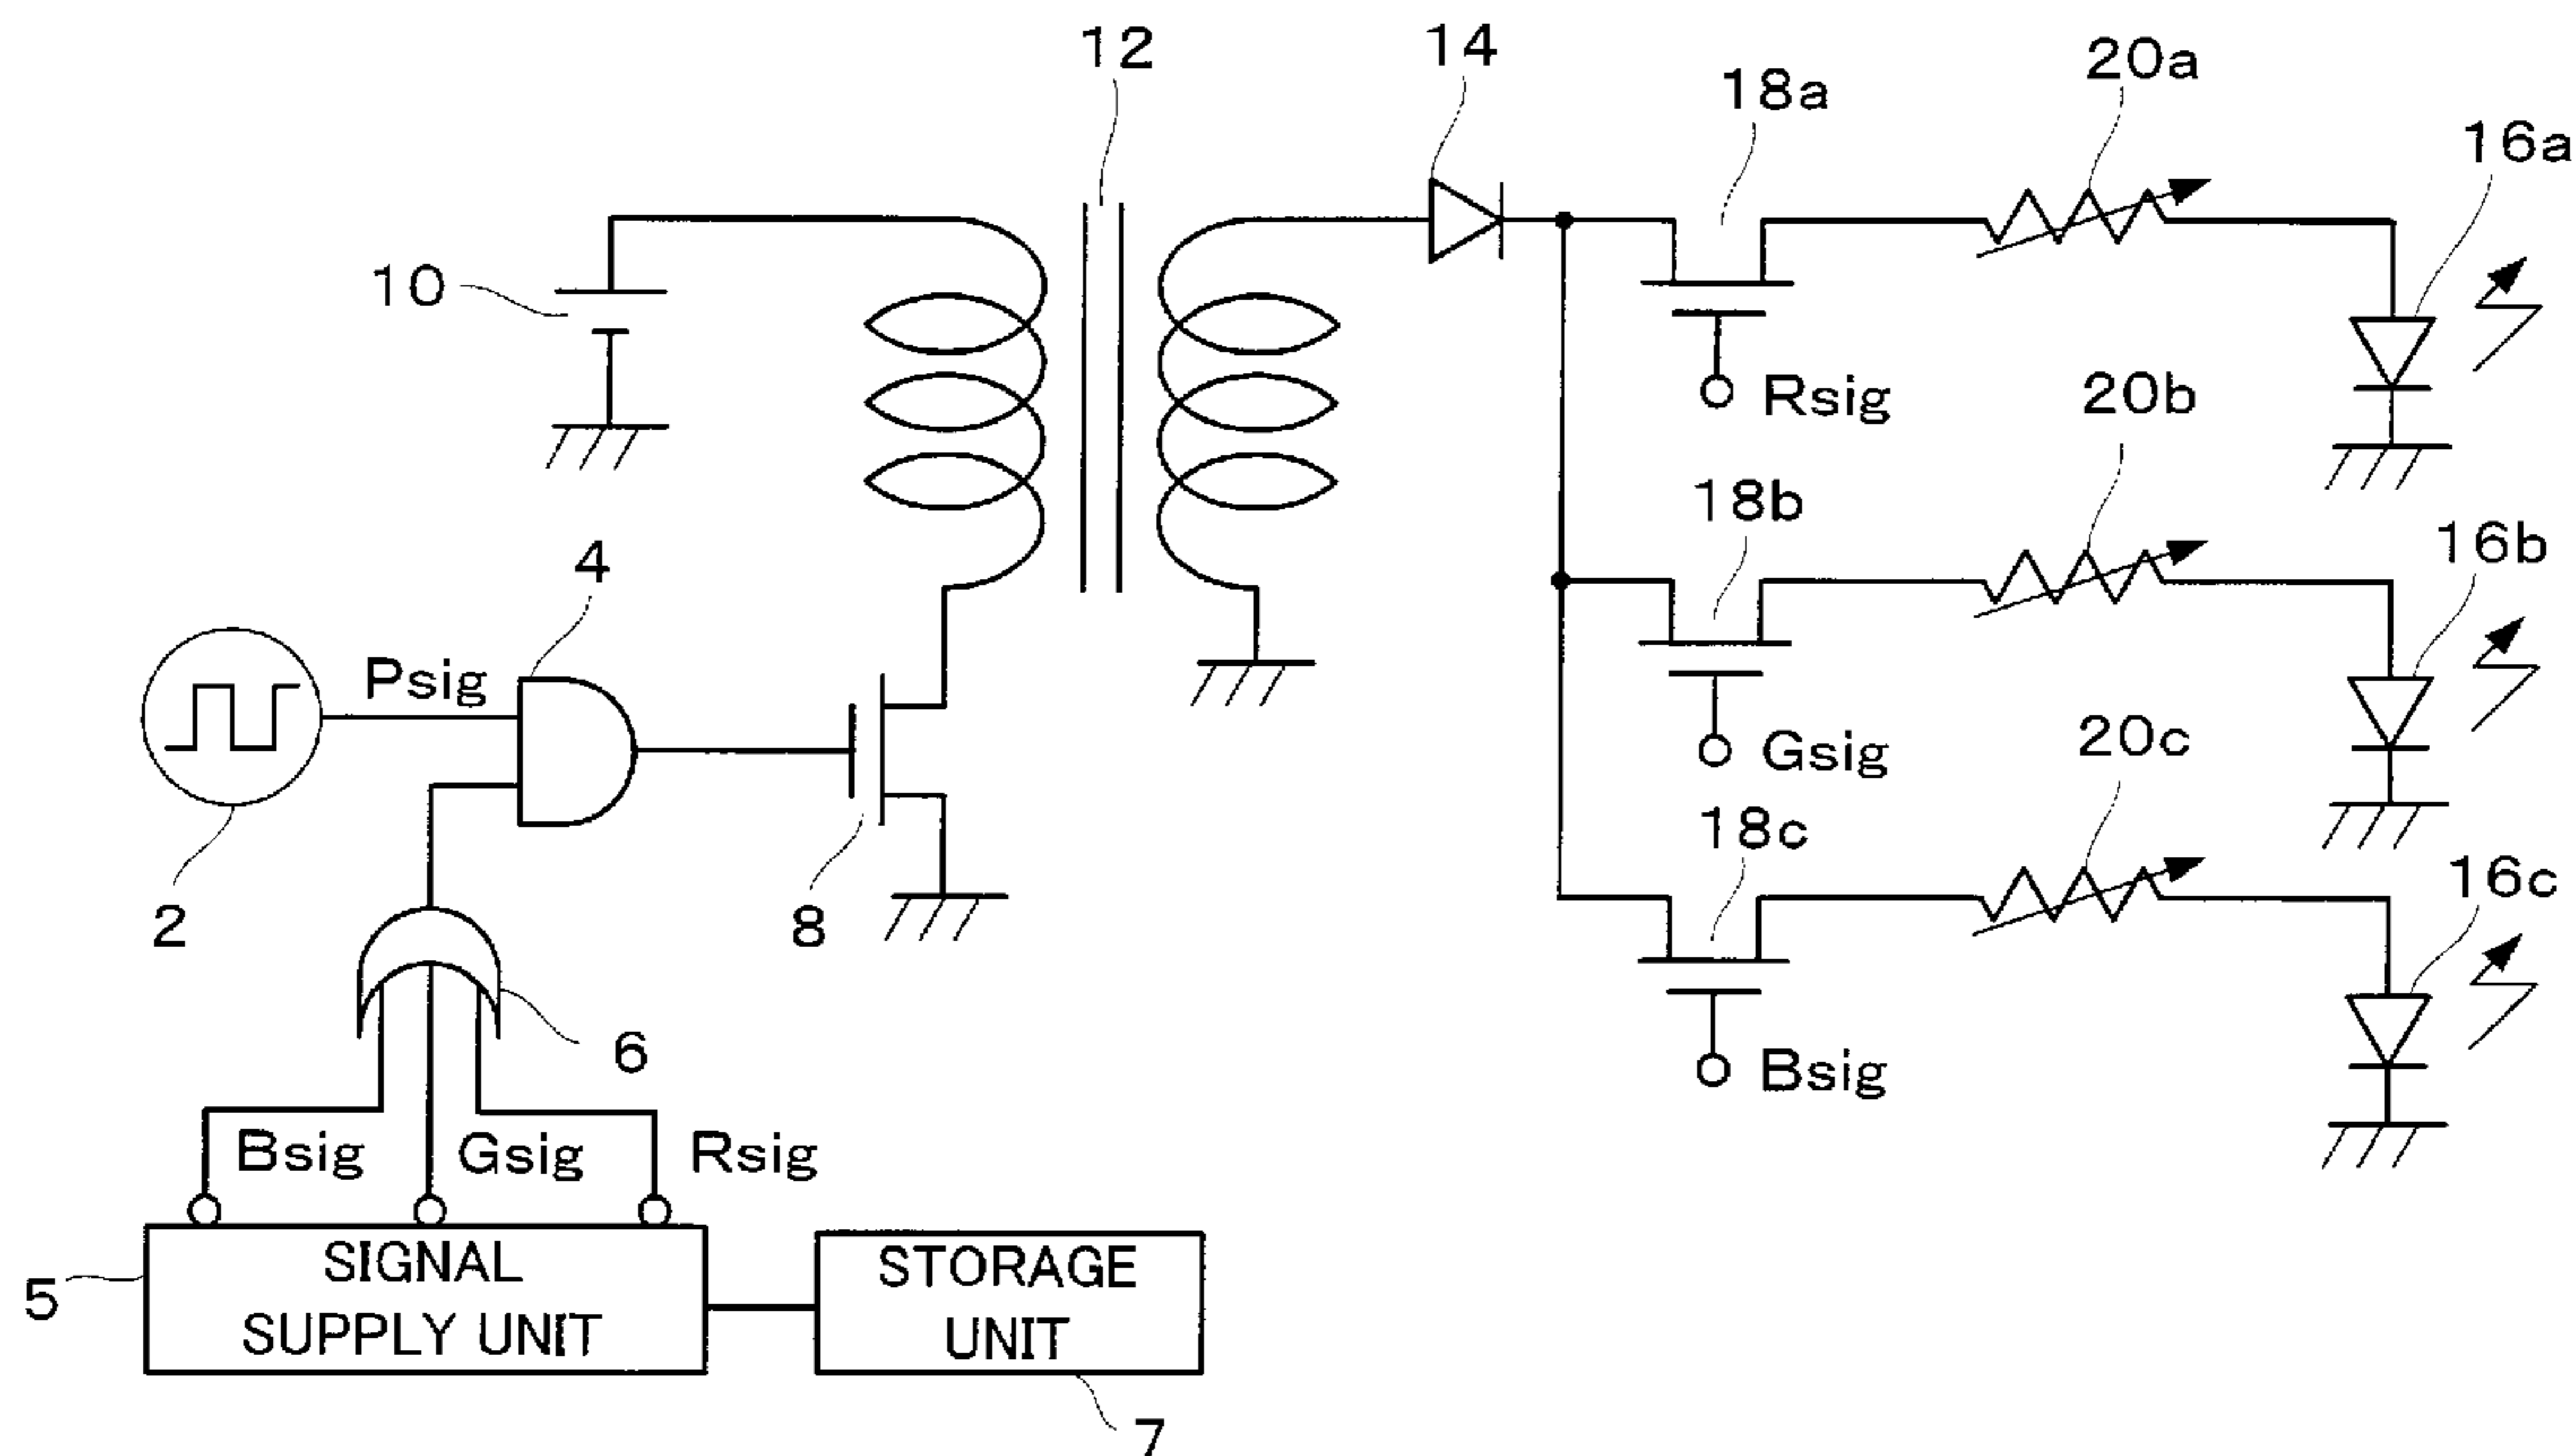 12
14
20a
18a
16a
10
Rsig
20b
18b
16b
4
Psig
Gsig
20c
18c
16c
2
8
6
Bsig
Bsig
Gsig
Rsig
5
SIGNAL
SUPPLY UNIT
STORAGE
UNIT
7